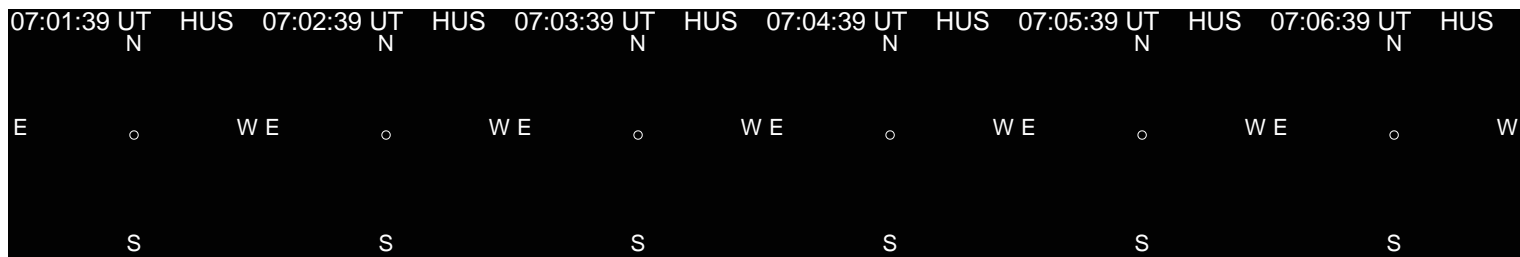 07:01:39 UT HUS 07:02:39 UT HUS 07:03:39 UT HUS 07:04:39 UT HUS 07:05:39 UT HUS 07:06:39 UT HUS
N N N N N N
E W E W E W E W E W E W
S S S S S S